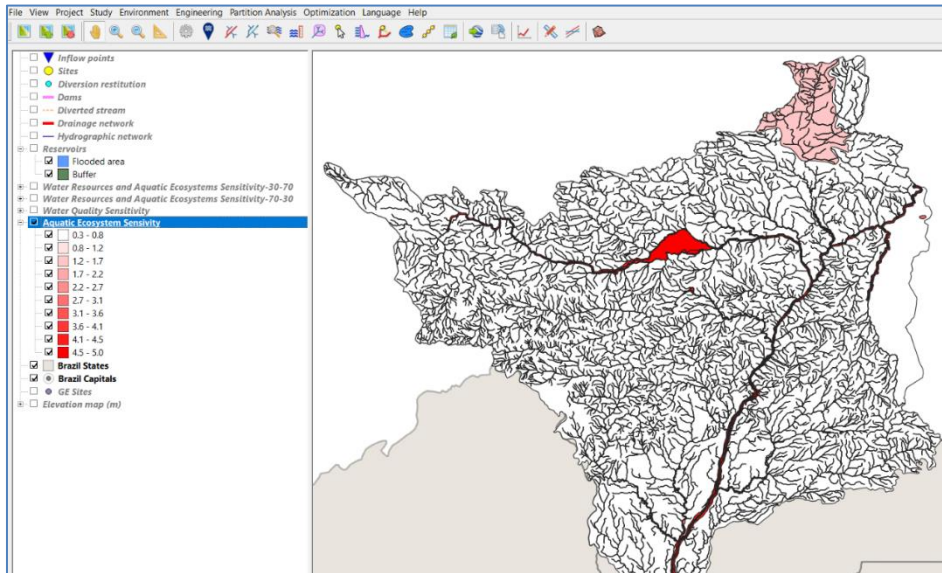 File View Project Study Environment Engineering Partition Analysis Optimization Language Help
Inflow points
Sites
Diversion restitution
Dams
Diverted stream
Drainage network
Hydrographic network
Reservoirs
Flooded area
Buffer
Water Resources and Aquatic Ecosystems Sensitivity-30-70
Water Resources and Aquatic Ecosystems Sensitivity-70-30
Water Quality Sensitivity
Aquatic Ecosystem Sensivity
0.3 - 0.8
0.8 - 1.2
1.2 - 1.7
1.7 - 2.2
2.2 - 2.7
2.7 - 3.1
3.1 - 3.6
3.6 - 4.1
4.1 - 4.5
4.5 - 5.0
Brazil States
Brazil Capitals
GE Sites
Elevation map (m)